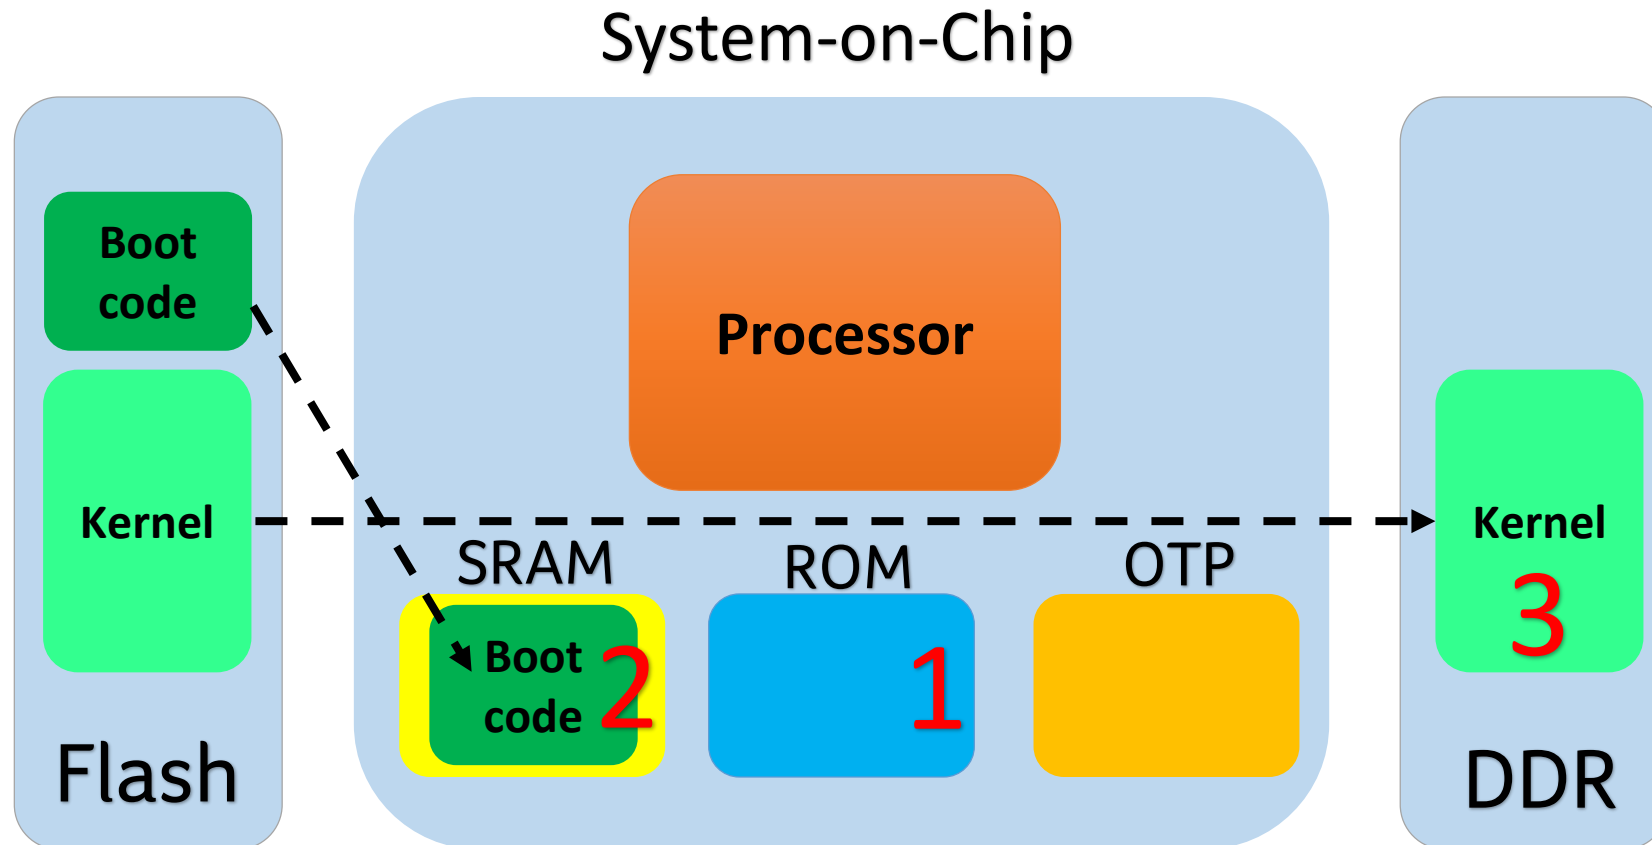 System-on-Chip
Boot
code
Kernel
Flash
Processor
SRAM
ROM
OTP
Boot
code
2
1
Kernel
3
DDR